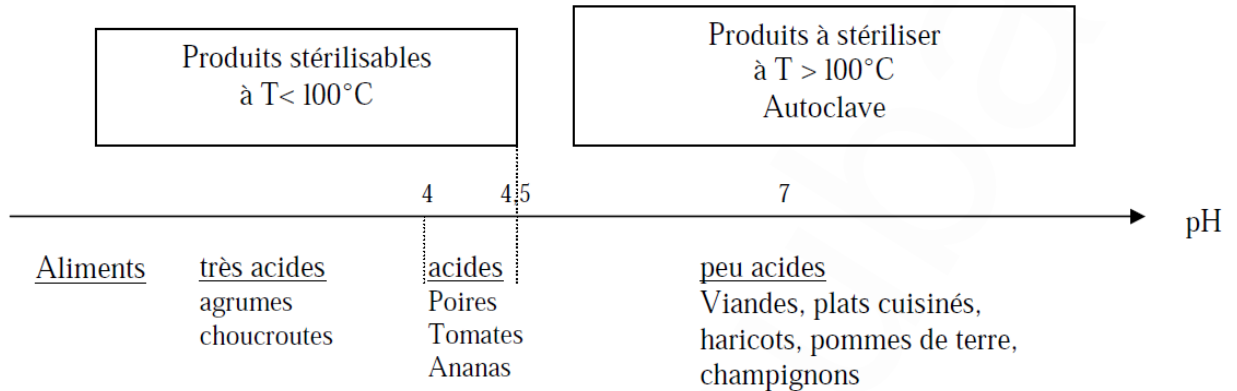 Produits stérilisables
à T< 100°C
Produits à stériliser
à T > 100°C
Autoclave
4
4,5
7
pH
Aliments
très acides
agrumes
choucroutes
acides
Poires
Tomates
Ananas
peu acides
Viandes, plats cuisinés,
haricots, pommes de terre,
champignons